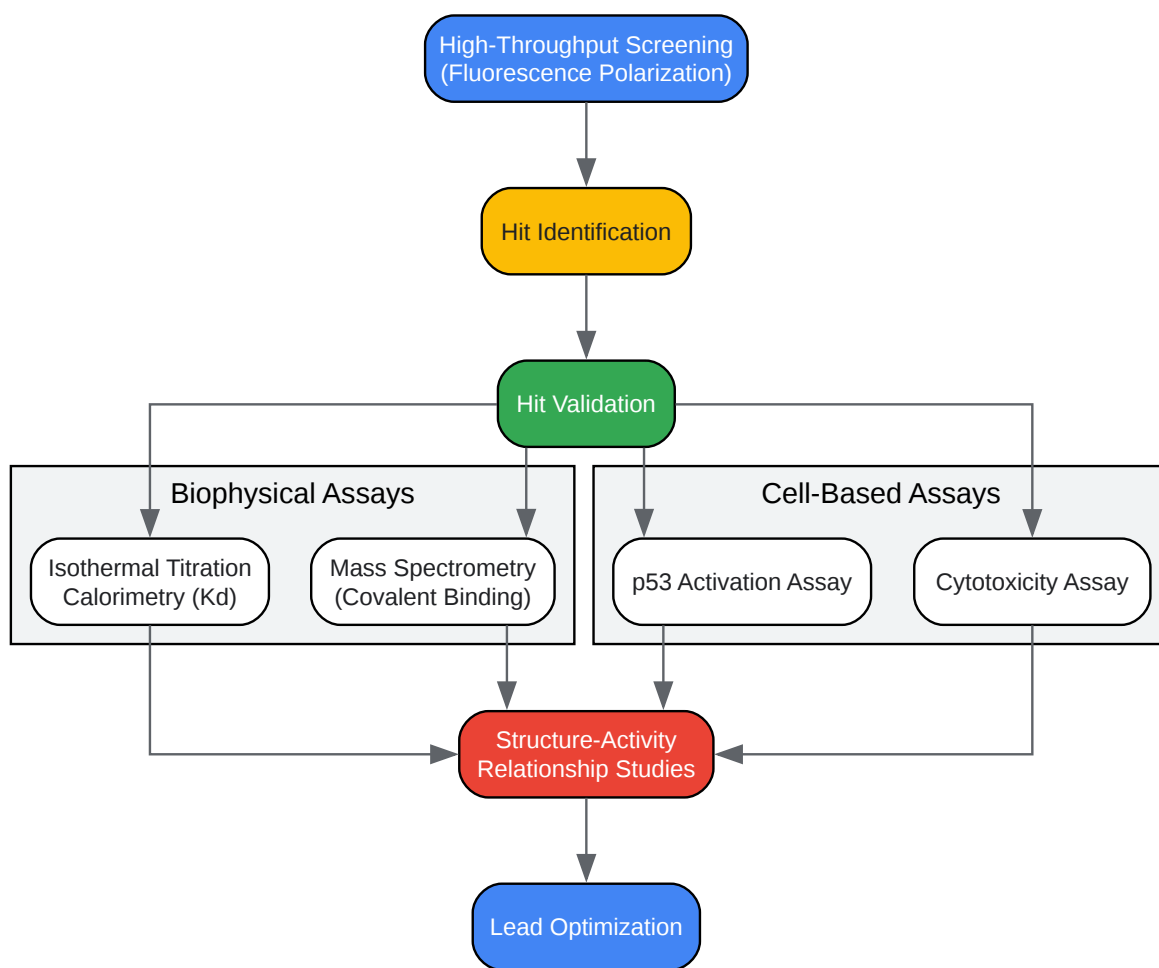 High-Throughput Screening
(Fluorescence Polarization)
Hit Identification
Hit Validation
Biophysical Assays
Cell-Based Assays
Isothermal Titration
Calorimetry (Kd)
Mass Spectrometry
(Covalent Binding)
p53 Activation Assay
Cytotoxicity Assay
Structure-Activity
Relationship Studies
Lead Optimization